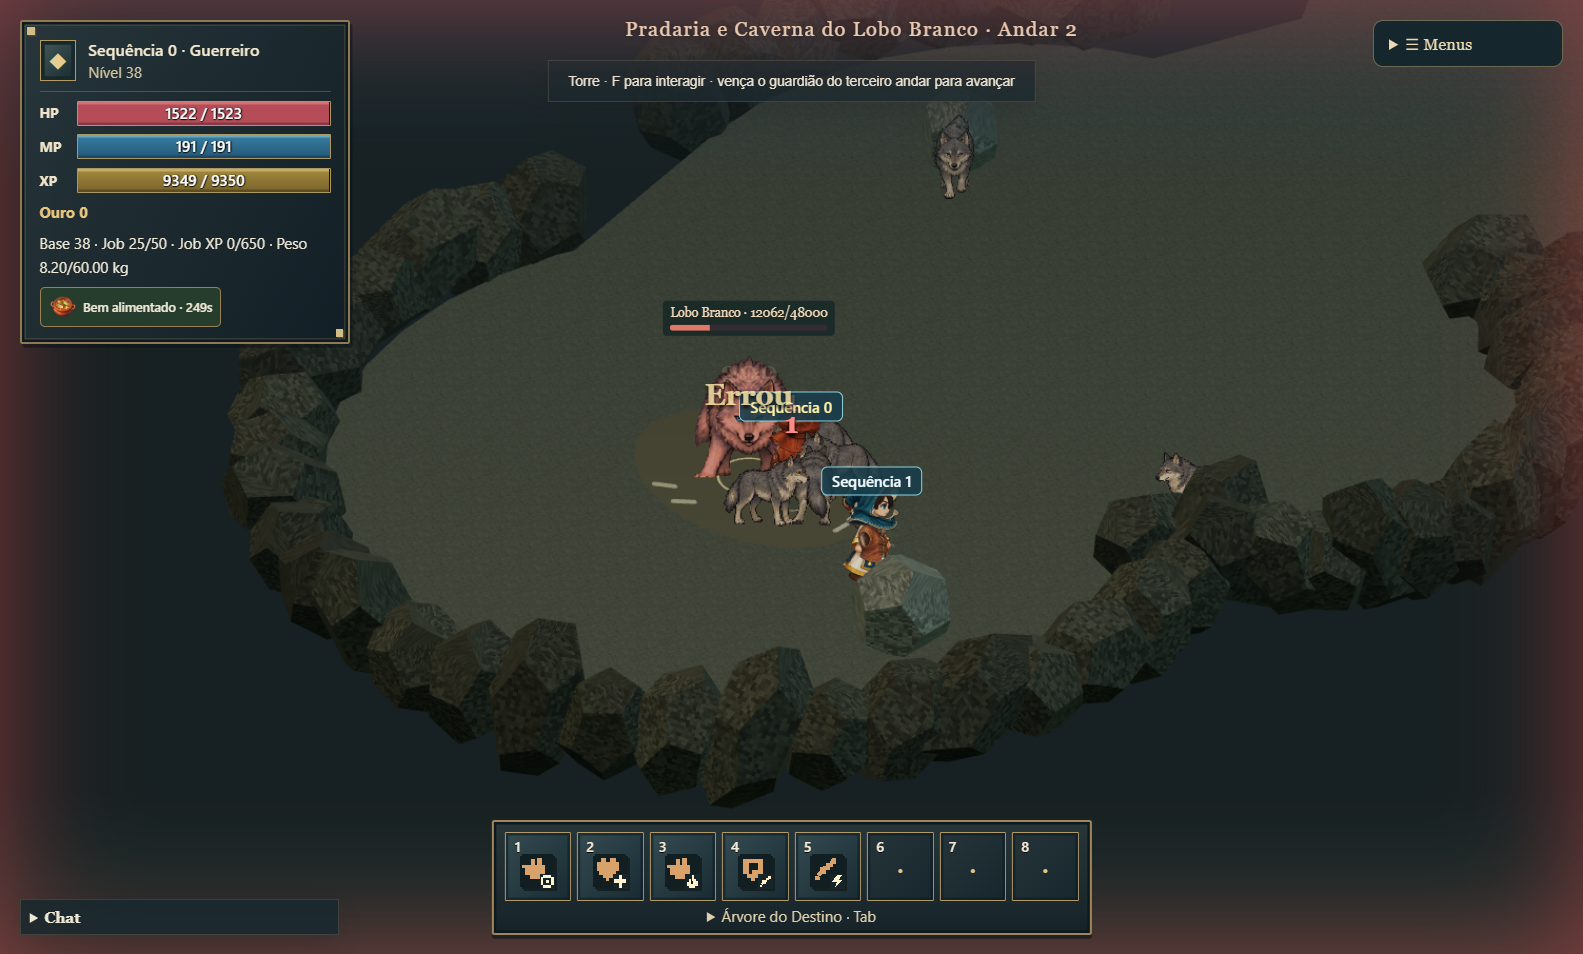 Sequência 0 · Guerreiro
Nível 38
HP 1522 / 1523
MP 191 / 191
XP 9349 / 9350
Ouro 0
Base 38 · Job 25/50 · Job XP 0/650 · Peso
8.20/60.00 kg
Bem alimentado · 249s
Pradaria e Caverna do Lobo Branco · Andar 2
Torre · F para interagir · vença o guardião do terceiro andar para avançar
▶ ☰ Menus
Lobo Branco · 12062/48000
Errou
Sequência 0
1
Sequência 1
1 2 3 4 5 6 7 8
▶ Árvore do Destino · Tab
▶ Chat